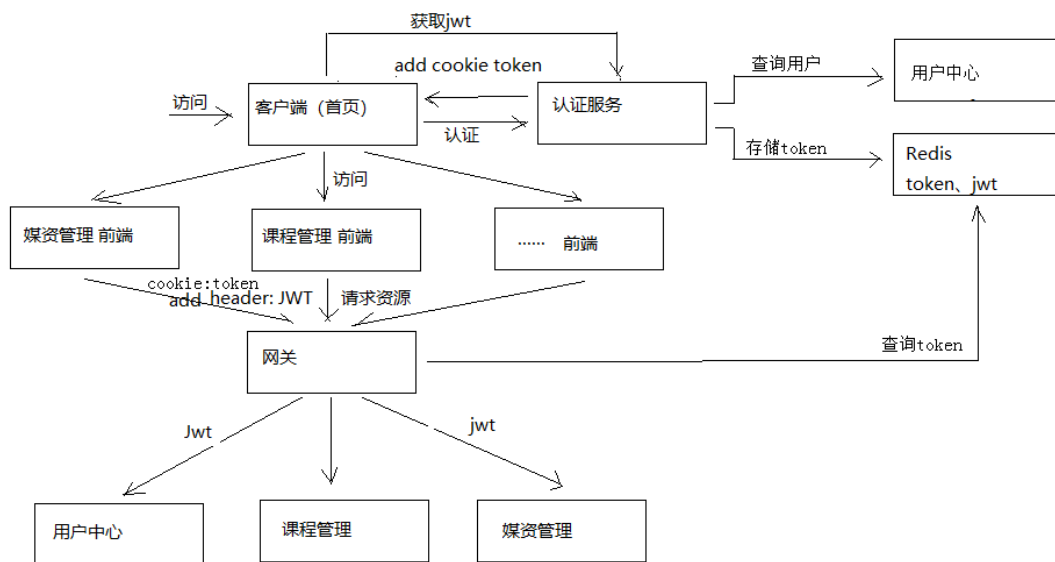 获取jwt
add cookie token
查询用户
用户中心
访问
客户端（首页）
认证服务
认证
存储token
Redis
token、jwt
访问
媒资管理 前端
课程管理 前端
…… 前端
cookie:token
add header: JWT
请求资源
网关
查询token
Jwt
jwt
用户中心
课程管理
媒资管理